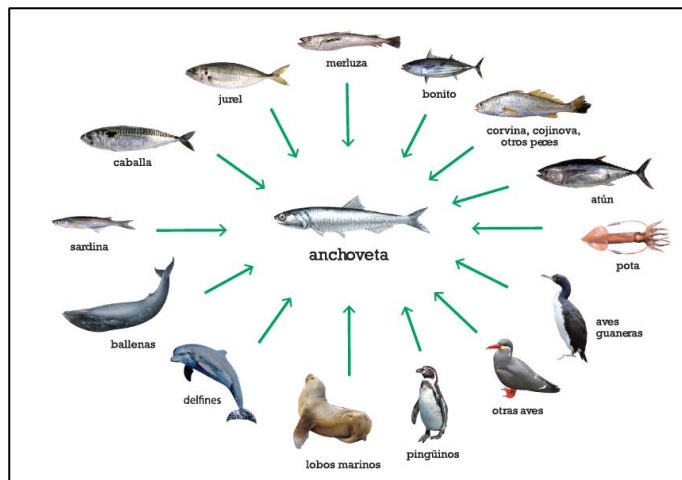 merluza
jurel
bonito
corvina, cojinova,
otros peces
caballa
atún
sardina
anchoveta
pota
ballenas
aves
guaneras
delfines
otras aves
lobos marinos
pingüinos